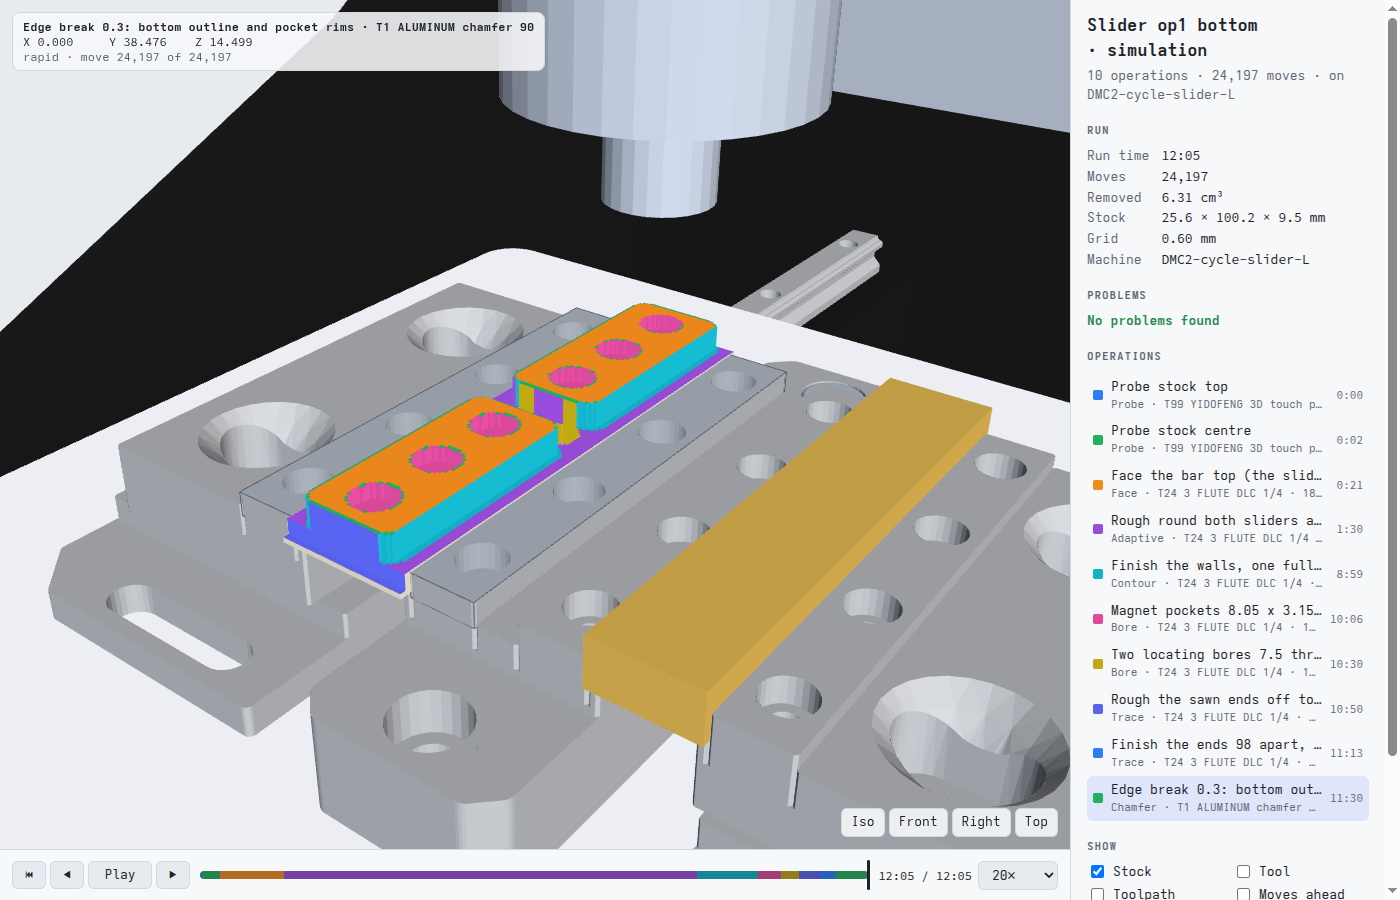 Edge break 0.3: bottom outline and pocket rims · T1 ALUMINUM chamfer 90
X 0.000 Y 38.476 Z 14.499
rapid · move 24,197 of 24,197
Iso Front Right Top
⏮ ◀ Play ▶ 12:05 / 12:05 20×
Slider op1 bottom
· simulation
10 operations · 24,197 moves · on
DMC2-cycle-slider-L
RUN
Run time 12:05
Moves 24,197
Removed 6.31 cm³
Stock 25.6 × 100.2 × 9.5 mm
Grid 0.60 mm
Machine DMC2-cycle-slider-L
PROBLEMS
No problems found
OPERATIONS
Probe stock top 0:00
Probe · T99 YIDOFENG 3D touch p…
Probe stock centre 0:02
Probe · T99 YIDOFENG 3D touch p…
Face the bar top (the slid… 0:21
Face · T24 3 FLUTE DLC 1/4 · 18…
Rough round both sliders a… 1:30
Adaptive · T24 3 FLUTE DLC 1/4 …
Finish the walls, one full… 8:59
Contour · T24 3 FLUTE DLC 1/4 ·…
Magnet pockets 8.05 x 3.15… 10:06
Bore · T24 3 FLUTE DLC 1/4 · 1…
Two locating bores 7.5 thr… 10:30
Bore · T24 3 FLUTE DLC 1/4 · 1…
Rough the sawn ends off to… 10:50
Trace · T24 3 FLUTE DLC 1/4 · …
Finish the ends 98 apart, … 11:13
Trace · T24 3 FLUTE DLC 1/4 · …
Edge break 0.3: bottom out… 11:30
Chamfer · T1 ALUMINUM chamfer …
SHOW
Stock Tool
Toolpath Moves ahead